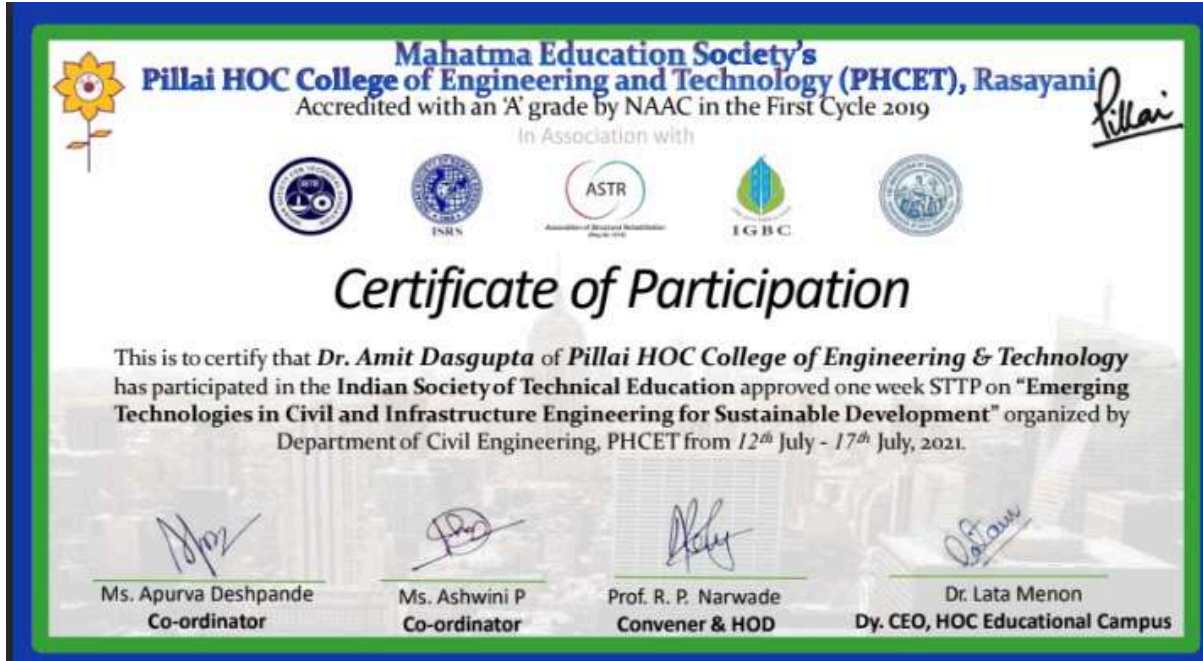 Mahatma Education Society's
Pillai HOC College of Engineering and Technology (PHCET), Rasayani
Accredited with an 'A' grade by NAAC in the First Cycle 2019
Pillai
In Association with
ISRS
ASTR
Association of Structural Rehabilitation
IGBC
Certificate of Participation
This is to certify that Dr. Amit Dasgupta of Pillai HOC College of Engineering & Technology
has participated in the Indian Society of Technical Education approved one week STTP on "Emerging
Technologies in Civil and Infrastructure Engineering for Sustainable Development" organized by
Department of Civil Engineering, PHCET from 12th July - 17th July, 2021.
Ms. Apurva Deshpande Ms. Ashwini P Prof. R. P. Narwade Dr. Lata Menon
Co-ordinator Co-ordinator Convener & HOD Dy. CEO, HOC Educational Campus